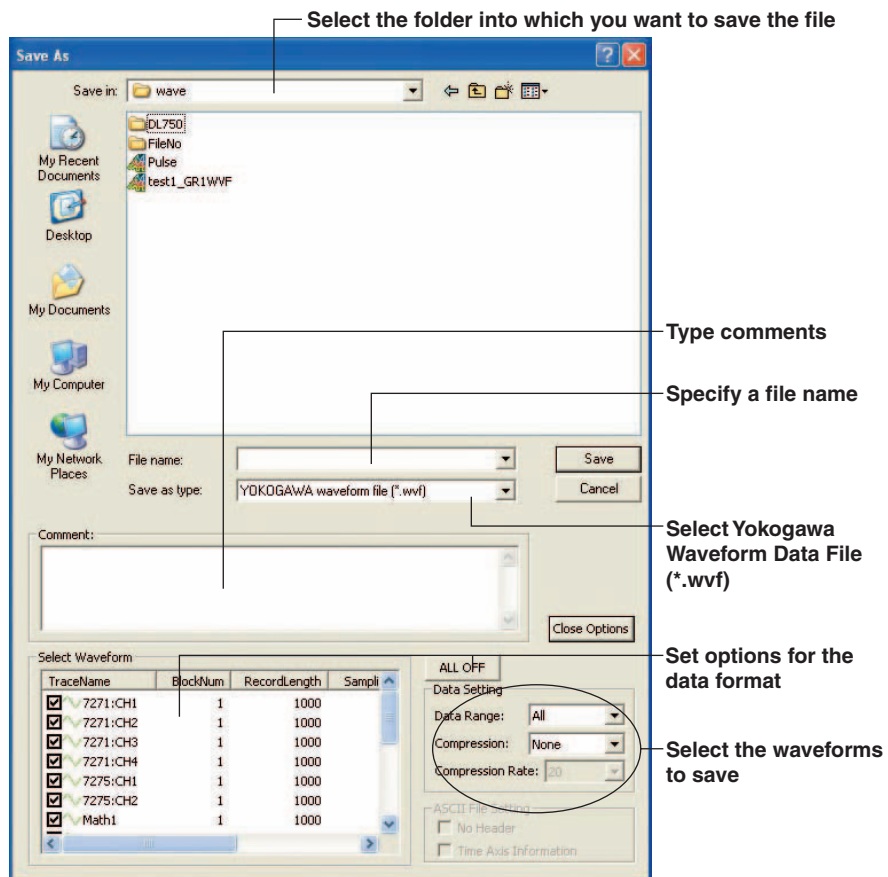 Select the folder into which you want to save the file
Save As
Save in:
wave
DL750
FileNo
Pulse
test1_GR1WVF
My Recent
Documents
Desktop
My Documents
My Computer
My Network
Places
Type comments
Specify a file name
File name:
Save
Save as type:
YOKOGAWA waveform file (*.wvf)
Cancel
Select Yokogawa
Waveform Data File
(*.wvf)
Comment:
Close Options
Set options for the
data format
Select Waveform
TraceName BlockNum RecordLength Sampli
7271:CH1 1 1000
7271:CH2 1 1000
7271:CH3 1 1000
7271:CH4 1 1000
7275:CH1 1 1000
7275:CH2 1 1000
Math1 1 1000
ALL OFF
Data Setting
Data Range: All
Compression: None
Compression Rate: 20
Select the waveforms
to save
ASCII File Setting
No Header
Time Axis Information